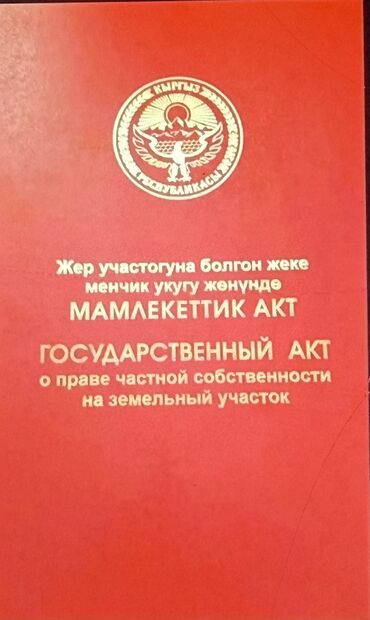 КЫРГЫЗ
РЕСПУБЛИКАСЫ
Жер участогуна болгон жеке
менчик укугу жөнүндө
МАМЛЕКЕТТИК АКТ
ГОСУДАРСТВЕННЫЙ АКТ
о праве частной собственности
на земельный участок